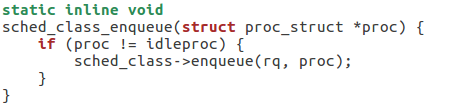 static inline void
sched_class_enqueue(struct proc_struct *proc) {
    if (proc != idleproc) {
        sched_class->enqueue(rq, proc);
    }
}